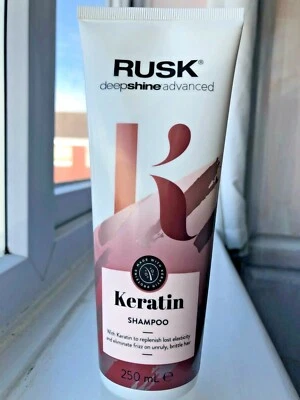 RUSK®
deepshine advanced
K
Keratin
SHAMPOO
With Keratin to replenish lost elasticity
and eliminate frizz on unruly, brittle hair
250 mL ℮